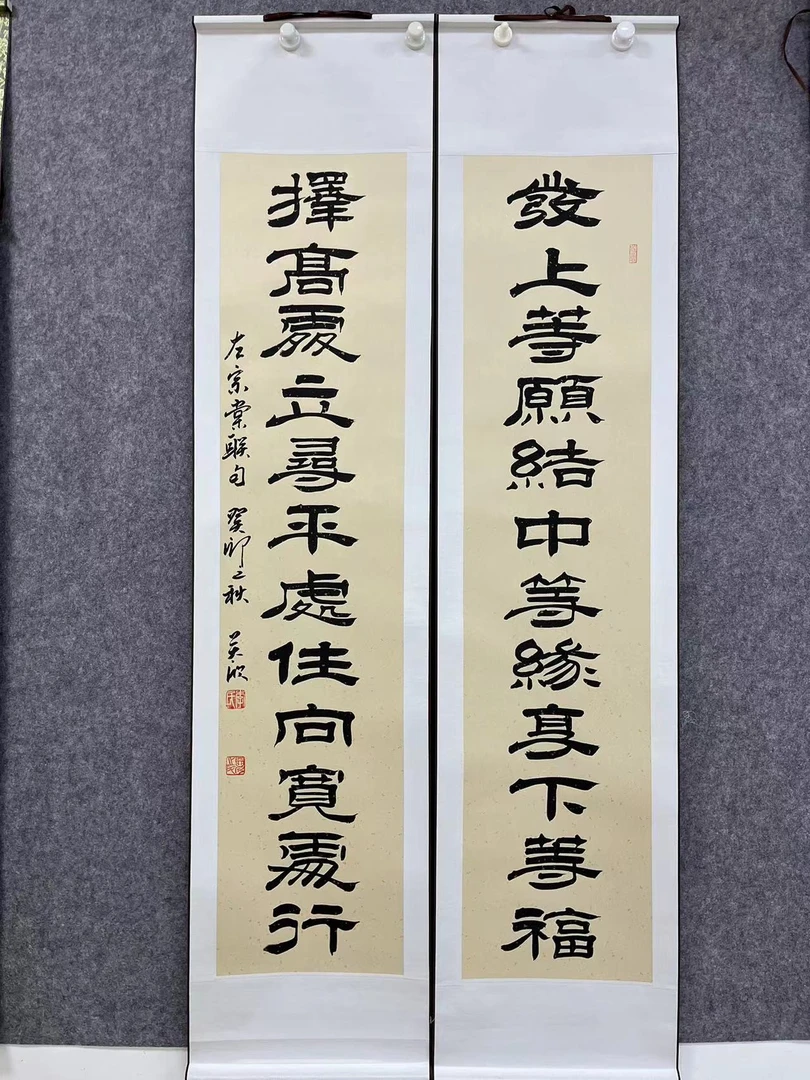 發上等願結中等緣享下等福
擇高處立尋平處住向寬處行
左宗棠聯句 癸卯之秋